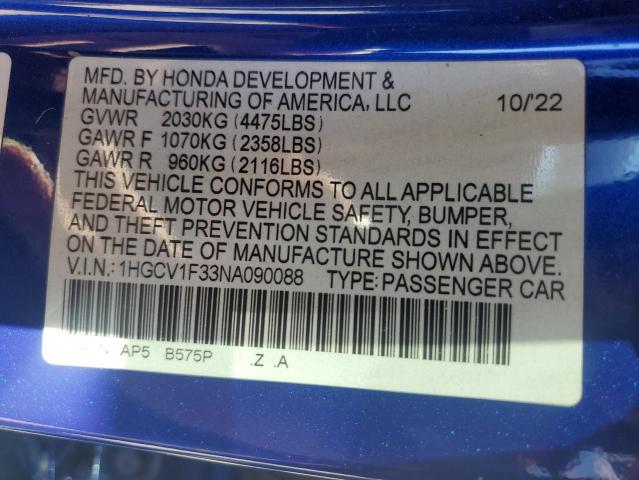 MFD. BY HONDA DEVELOPMENT &
MANUFACTURING OF AMERICA, LLC 10/'22
GVWR 2030KG (4475LBS)
GAWR F 1070KG (2358LBS)
GAWR R 960KG (2116LBS)
THIS VEHICLE CONFORMS TO ALL APPLICABLE
FEDERAL MOTOR VEHICLE SAFETY, BUMPER,
AND THEFT PREVENTION STANDARDS IN EFFECT
ON THE DATE OF MANUFACTURE SHOWN ABOVE.
V.I.N.: 1HGCV1F33NA090088 TYPE: PASSENGER CAR
AP5 B575P .Z .A